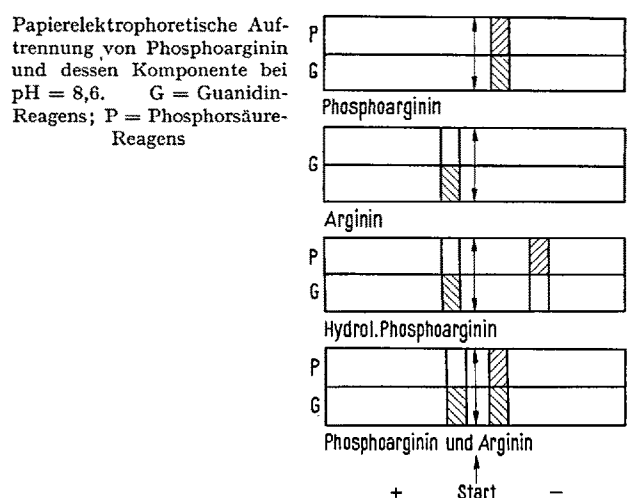 Papierelektrophoretische Auf-
trennung von Phosphoarginin
und dessen Komponente bei
pH = 8,6. G = Guanidin-
Reagens; P = Phosphorsäure-
Reagens
P
G
Phosphoarginin
G
Arginin
P
G
Hydrol.Phosphoarginin
P
G
Phosphoarginin und Arginin
+ Start −